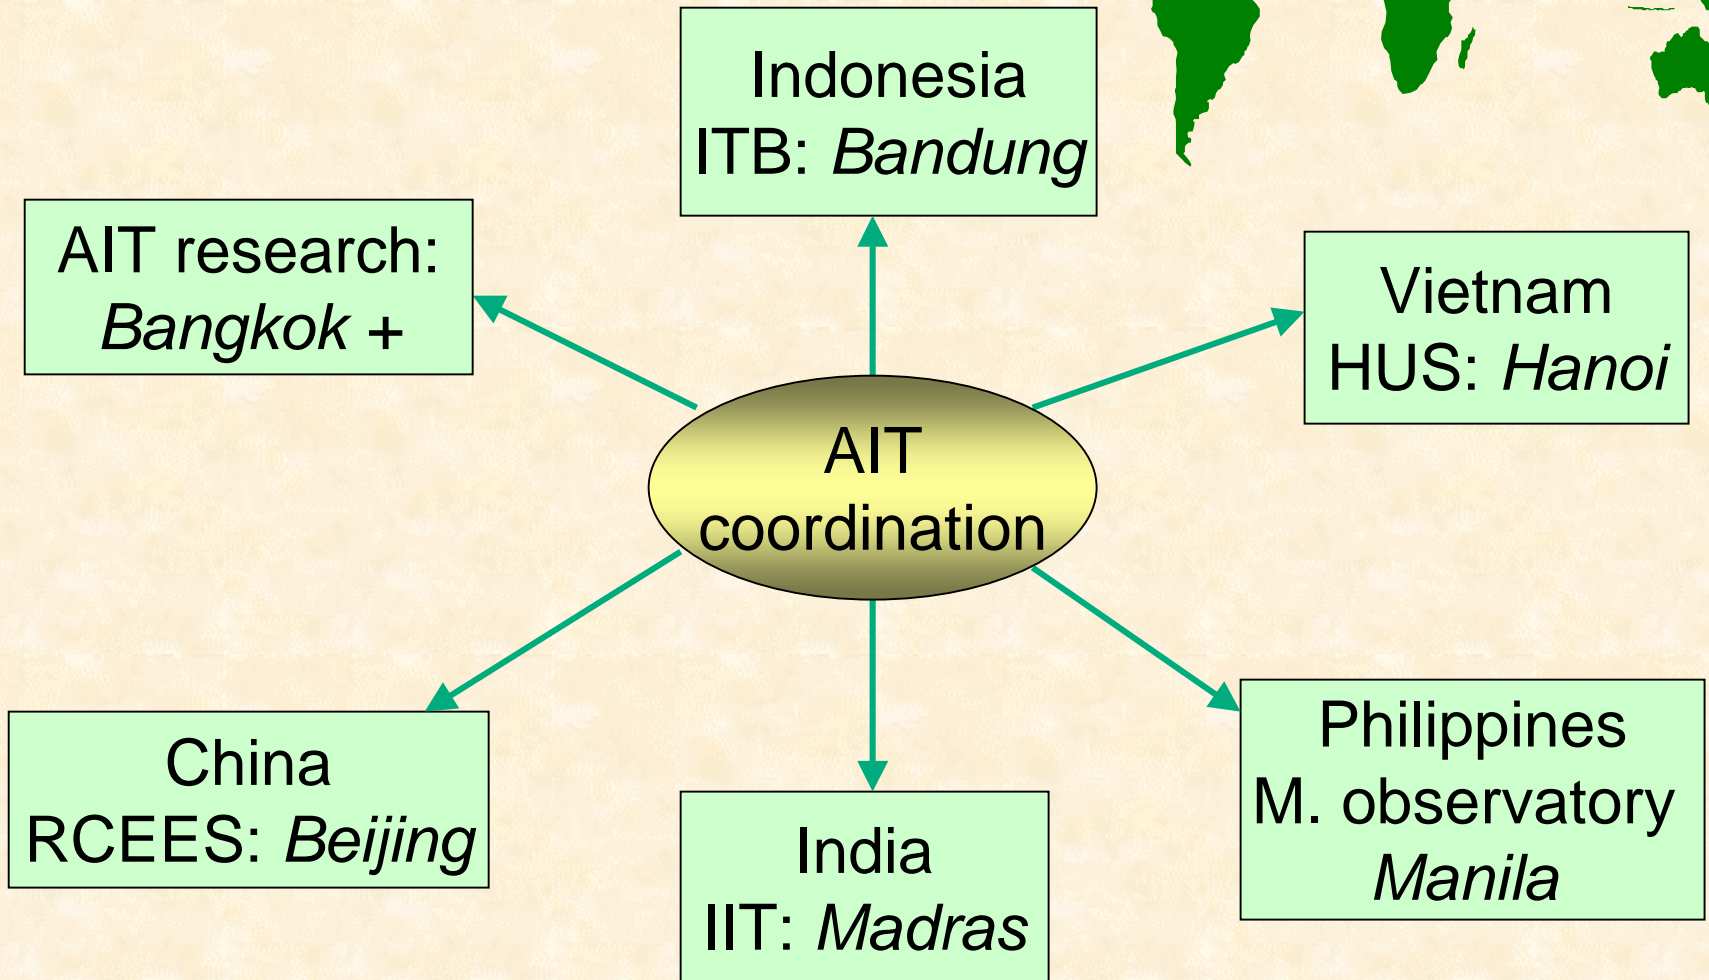 Indonesia
ITB: Bandung
AIT research:
Bangkok +
Vietnam
HUS: Hanoi
AIT
coordination
China
RCEES: Beijing
India
IIT: Madras
Philippines
M. observatory
Manila